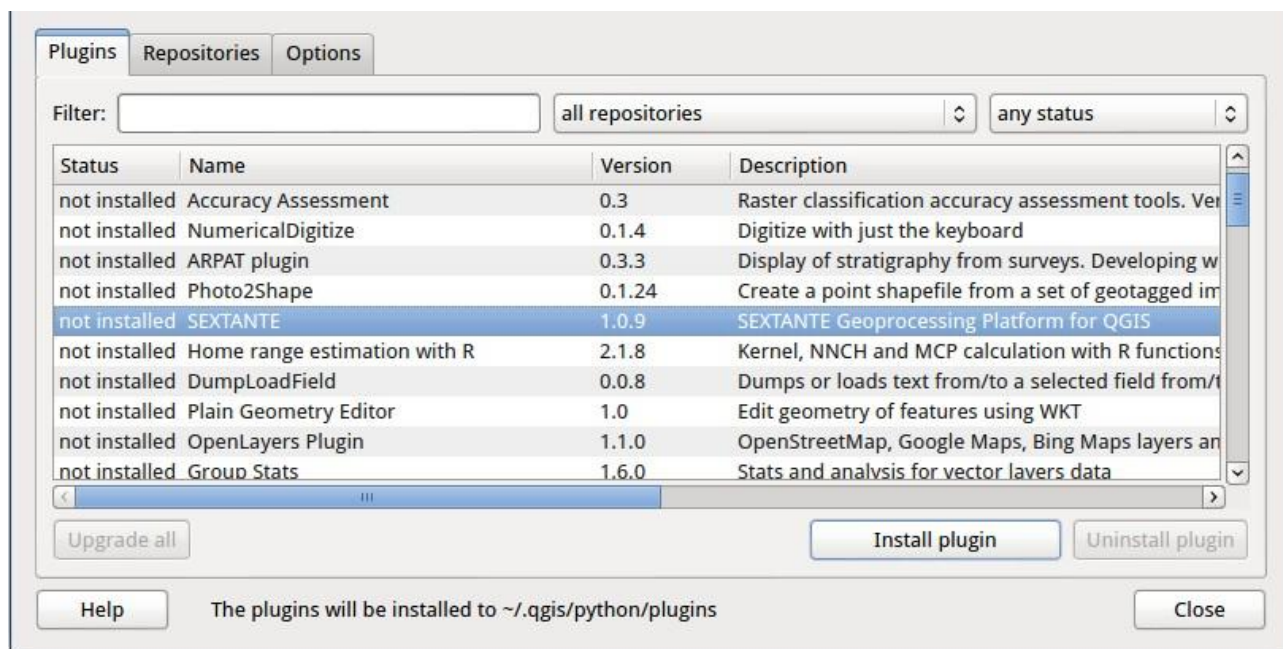 Plugins Repositories Options
Filter: all repositories any status
Status Name Version Description
not installed Accuracy Assessment 0.3 Raster classification accuracy assessment tools. Ver
not installed NumericalDigitize 0.1.4 Digitize with just the keyboard
not installed ARPAT plugin 0.3.3 Display of stratigraphy from surveys. Developing w
not installed Photo2Shape 0.1.24 Create a point shapefile from a set of geotagged im
not installed SEXTANTE 1.0.9 SEXTANTE Geoprocessing Platform for QGIS
not installed Home range estimation with R 2.1.8 Kernel, NNCH and MCP calculation with R functions
not installed DumpLoadField 0.0.8 Dumps or loads text from/to a selected field from/t
not installed Plain Geometry Editor 1.0 Edit geometry of features using WKT
not installed OpenLayers Plugin 1.1.0 OpenStreetMap, Google Maps, Bing Maps layers an
not installed Group Stats 1.6.0 Stats and analysis for vector layers data
Upgrade all Install plugin Uninstall plugin
Help The plugins will be installed to ~/.qgis/python/plugins Close